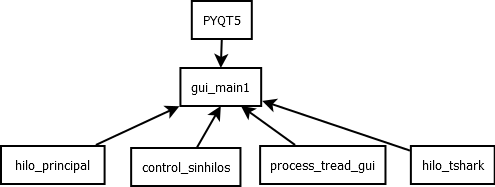 PYQT5
gui_main1
hilo_principal
control_sinhilos
process_tread_gui
hilo_tshark